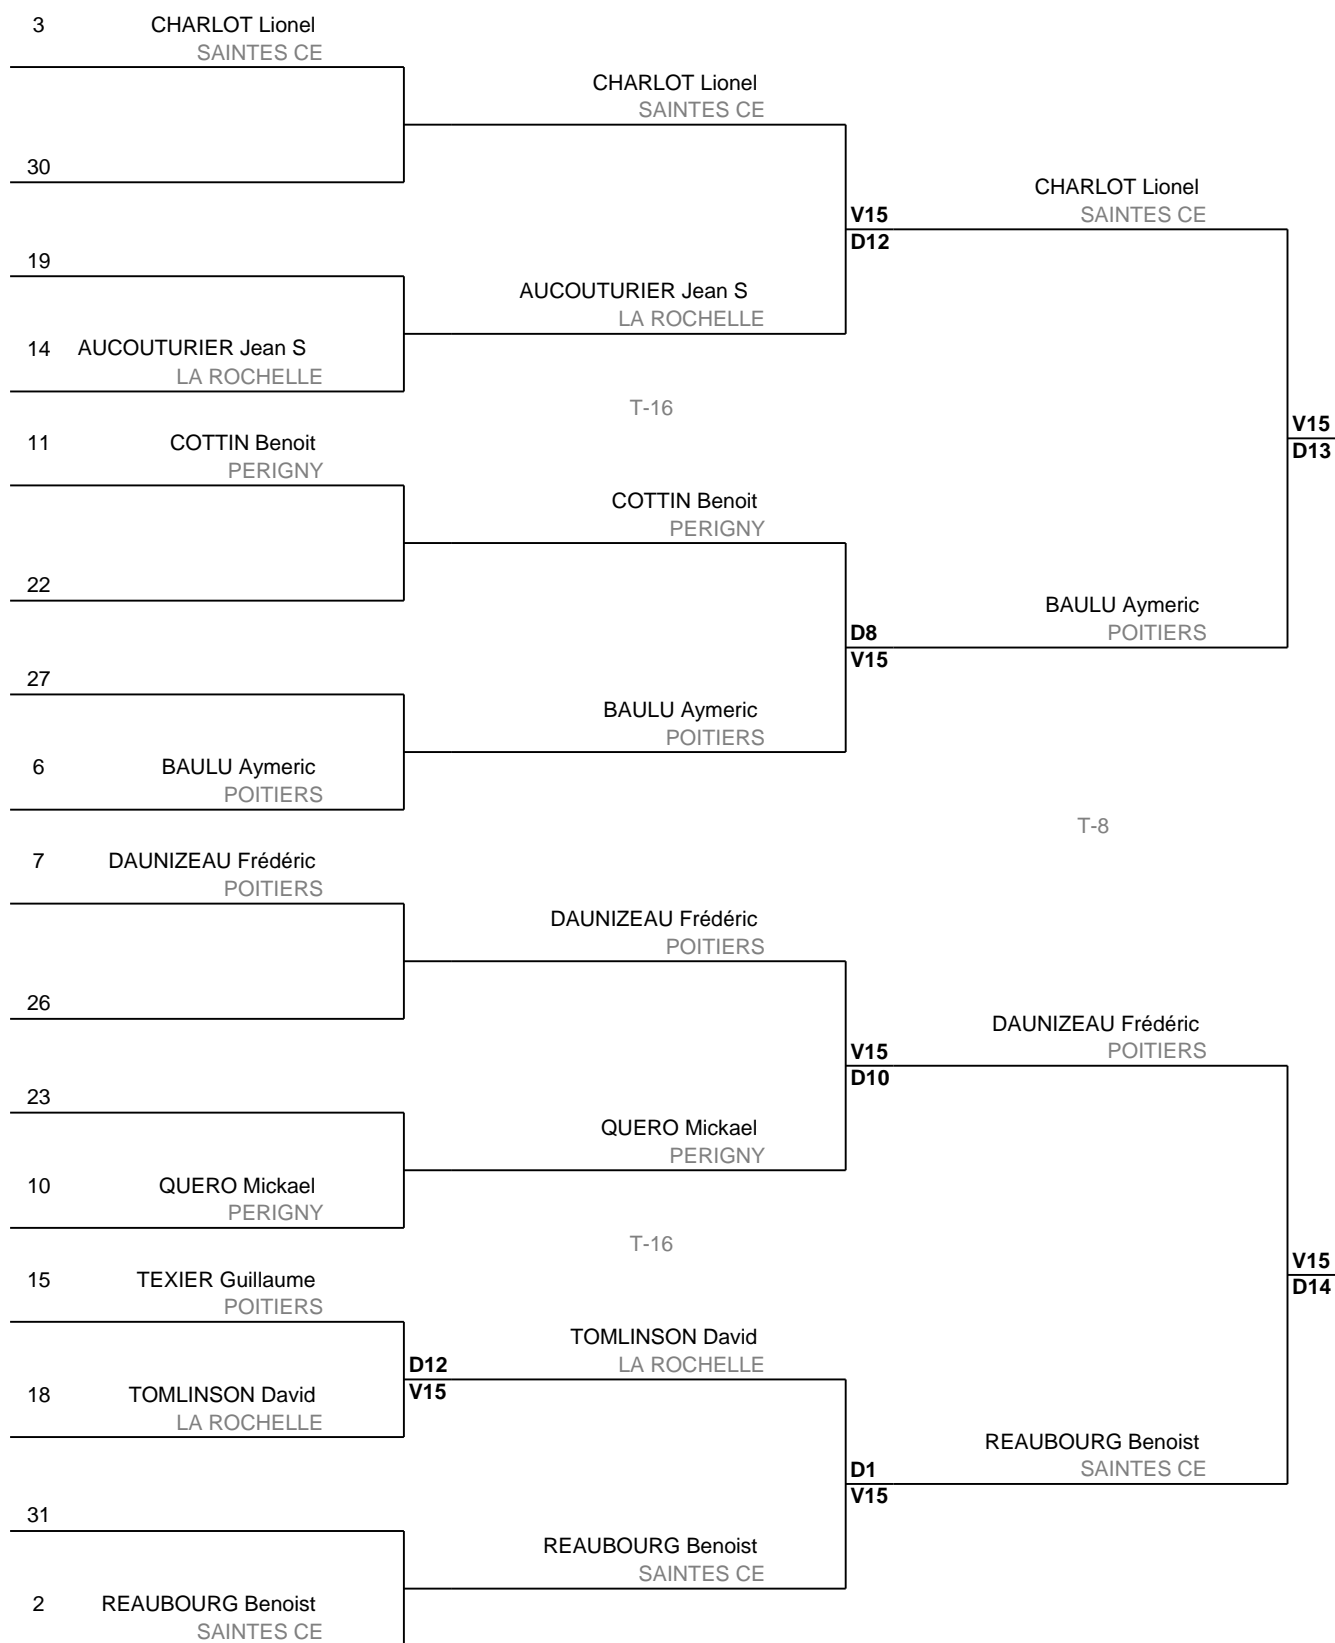 3 CHARLOT Lionel
SAINTES CE
CHARLOT Lionel
SAINTES CE
30
CHARLOT Lionel
V15 SAINTES CE
D12
19
AUCOUTURIER Jean S
LA ROCHELLE
14 AUCOUTURIER Jean S
LA ROCHELLE
T-16
V15
11 COTTIN Benoit
D13
PERIGNY
COTTIN Benoit
PERIGNY
22
BAULU Aymeric
D8 POITIERS
V15
27
BAULU Aymeric
POITIERS
6 BAULU Aymeric
POITIERS
T-8
7 DAUNIZEAU Frédéric
POITIERS
DAUNIZEAU Frédéric
POITIERS
26
DAUNIZEAU Frédéric
V15 POITIERS
D10
23
QUERO Mickael
PERIGNY
10 QUERO Mickael
PERIGNY
T-16
V15
15 TEXIER Guillaume
D14
POITIERS
TOMLINSON David
D12 LA ROCHELLE
V15
18 TOMLINSON David
LA ROCHELLE
REAUBOURG Benoist
D1 SAINTES CE
V15
31
REAUBOURG Benoist
SAINTES CE
2 REAUBOURG Benoist
SAINTES CE